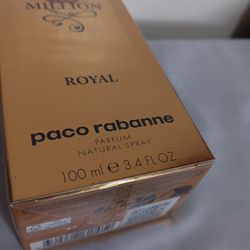 MILLION
ROYAL
paco rabanne
PARFUM
NATURAL SPRAY
100 ml e 3.4 FL.OZ